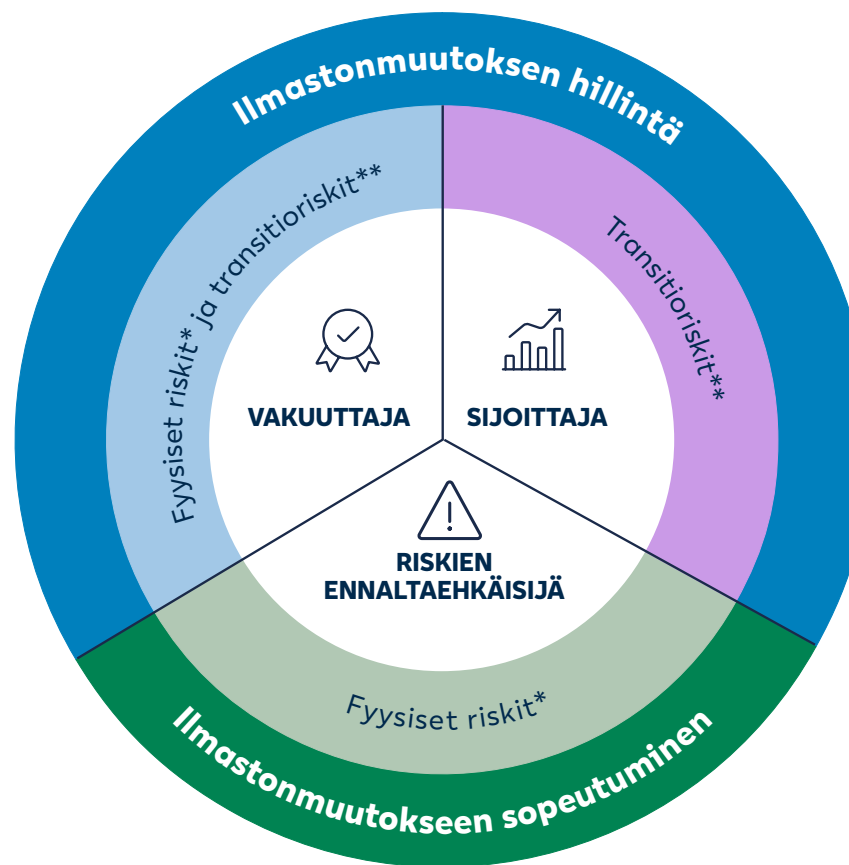 Ilmastonmuutoksen hillintä
Fyysiset riskit* ja transitioriskit**
Transitioriskit**
VAKUUTTAJA
SIJOITTAJA
RISKIEN
ENNALTAEHKÄISIJÄ
Fyysiset riskit*
Ilmastonmuutokseen sopeutuminen